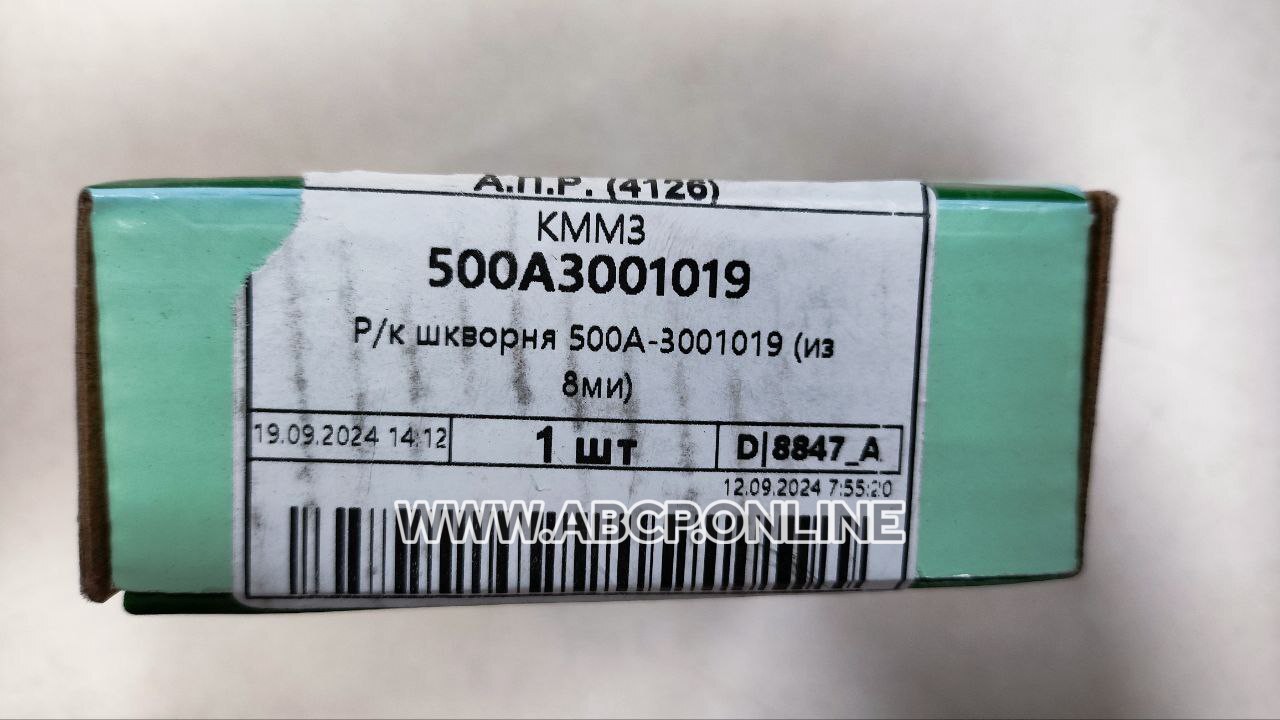 А.П.Р. (4126)
КММЗ
500А3001019
Р/к шкворня 500А-3001019 (из
8ми)
19.09.2024 14:12
1 шт
D|8847_A
12.09.2024 7:55:20
WWW.ABCP.ONLINE